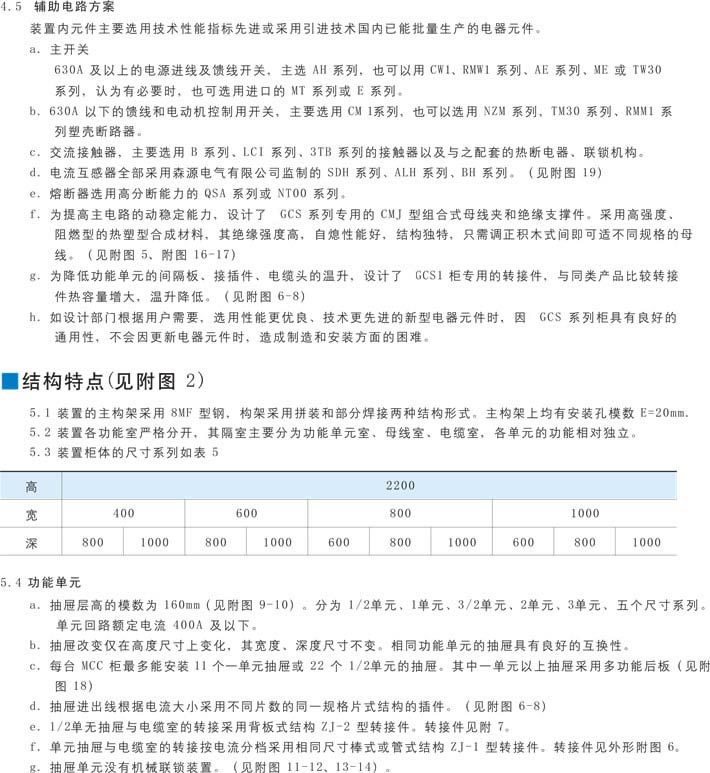 4.5 辅助电路方案
装置内元件主要选用技术性能指标先进或采用引进技术国内已能批量生产的电器元件。
a. 主开关
630A 及以上的电源进线及馈线开关，主选 AH 系列，也可以用 CW1、RMW1 系列、AE 系列、ME 或 TW30
系列，认为有必要时，也可选用进口的 MT 系列或 E 系列。
b. 630A 以下的馈线和电动机控制用开关，主要选用 CM 1系列，也可以选用 NZM 系列，TM30 系列、RMM1 系
列塑壳断路器。
c. 交流接触器，主要选用 B 系列、LCI 系列、3TB 系列的接触器以及与之配套的热断电器、联锁机构。
d. 电流互感器全部采用森源电气有限公司监制的 SDH 系列、ALH 系列、BH 系列。（见附图 19）
e. 熔断器选用高分断能力的 QSA 系列或 NT00 系列。
f. 为提高主电路的动稳定能力，设计了 GCS 系列专用的 CMJ 型组合式母线夹和绝缘支撑件。采用高强度、
阻燃型的热塑型合成材料，其绝缘强度高，自熄性能好，结构独特，只需调正积木式间即可适不同规格的母
线。（见附图 5、附图 16-17）
g. 为降低功能单元的间隔板、接插件、电缆头的温升，设计了 GCS1 柜专用的转接件，与同类产品比较转接
件热容量增大，温升降低。（见附图 6-8）
h. 如设计部门根据用户需要，选用性能更优良、技术更先进的新型电器元件时，因 GCS 系列柜具有良好的
通用性，不会因更新电器元件时，造成制造和安装方面的困难。
结构特点(见附图 2)
5.1 装置的主构架采用 8MF 型钢，构架采用拼装和部分焊接两种结构形式。主构架上均有安装孔模数 E=20mm.
5.2 装置各功能室严格分开，其隔室主要分为功能单元室、母线室、电缆室，各单元的功能相对独立。
5.3 装置柜体的尺寸系列如表 5
高 2200
宽 400 600 800 1000
深 800 1000 800 1000 600 800 1000 600 800 1000
5.4 功能单元
a. 抽屉层高的模数为 160mm（见附图 9-10）。分为 1/2单元、1单元、3/2单元、2单元、3单元、五个尺寸系列。
单元回路额定电流 400A 及以下。
b. 抽屉改变仅在高度尺寸上变化，其宽度、深度尺寸不变。相同功能单元的抽屉具有良好的互换性。
c. 每台 MCC 柜最多能安装 11 个一单元抽屉或 22 个 1/2单元的抽屉。其中一单元以上抽屉采用多功能后板（见附
图 18）
d. 抽屉进出线根据电流大小采用不同片数的同一规格片式结构的插件。（见附图 6-8）
e. 1/2单无抽屉与电缆室的转接采用背板式结构 ZJ-2 型转接件。转接件见附 7。
f. 单元抽屉与电缆室的转接按电流分档采用相同尺寸棒式或管式结构 ZJ-1 型转接件。转接件见外形附图 6。
g. 抽屉单元没有机械联锁装置。（见附图 11-12、13-14）。